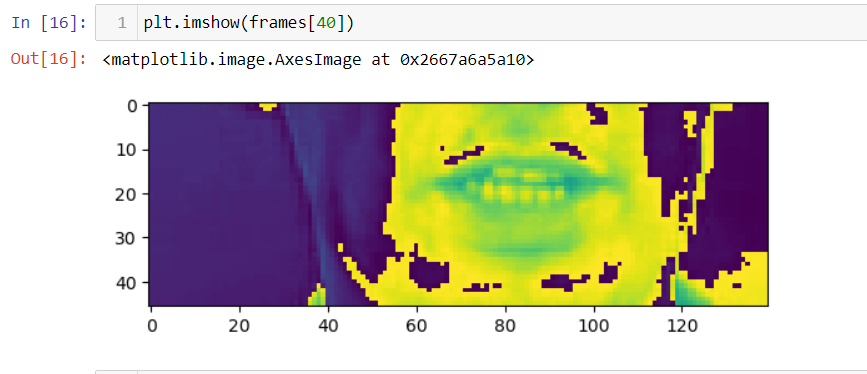 In [16]:
1 plt.imshow(frames[40])
Out[16]: <matplotlib.image.AxesImage at 0x2667a6a5a10>
0
10
20
30
40
0 20 40 60 80 100 120